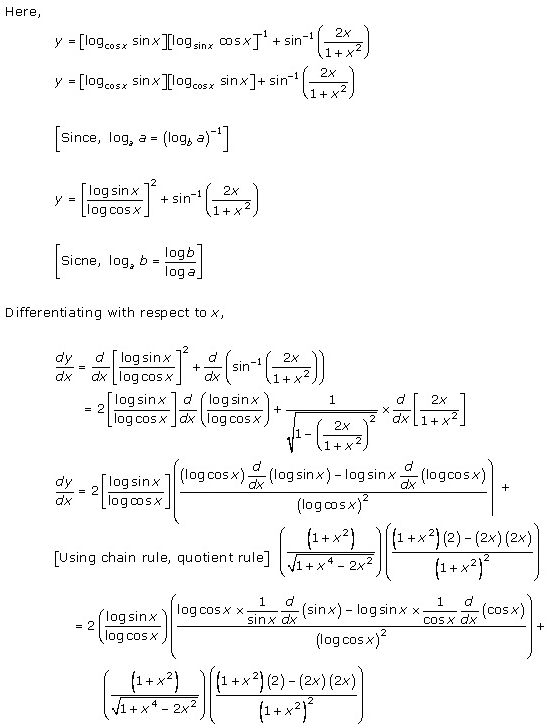 Here,
y = [log_{cos x} sin x][log_{sin x} cos x]^{-1} + sin^{-1}(2x/(1+x^2))
y = [log_{cos x} sin x][log_{cos x} sin x] + sin^{-1}(2x/(1+x^2))
[Since, log_a a = (log_b a)^{-1}]
y = [log sin x/log cos x]^2 + sin^{-1}(2x/(1+x^2))
[Sicne, log_a b = log b/log a]
Differentiating with respect to x,
dy/dx = d/dx [log sin x/log cos x]^2 + d/dx (sin^{-1}(2x/(1+x^2)))
= 2[log sin x/log cos x] d/dx (log sin x/log cos x) + 1/√(1-(2x/(1+x^2))^2) × d/dx [2x/(1+x^2)]
dy/dx = 2[log sin x/log cos x](((log cos x) d/dx (log sin x) - log sin x d/dx (log cos x))/(log cos x)^2) +
[Using chain rule, quotient rule] ((1+x^2)/√(1+x^4-2x^2))(((1+x^2)(2)-(2x)(2x))/(1+x^2)^2)
= 2(log sin x/log cos x)((log cos x × 1/sin x d/dx (sin x) - log sin x × 1/cos x d/dx (cos x))/(log cos x)^2) +
((1+x^2)/√(1+x^4-2x^2))(((1+x^2)(2)-(2x)(2x))/(1+x^2)^2)